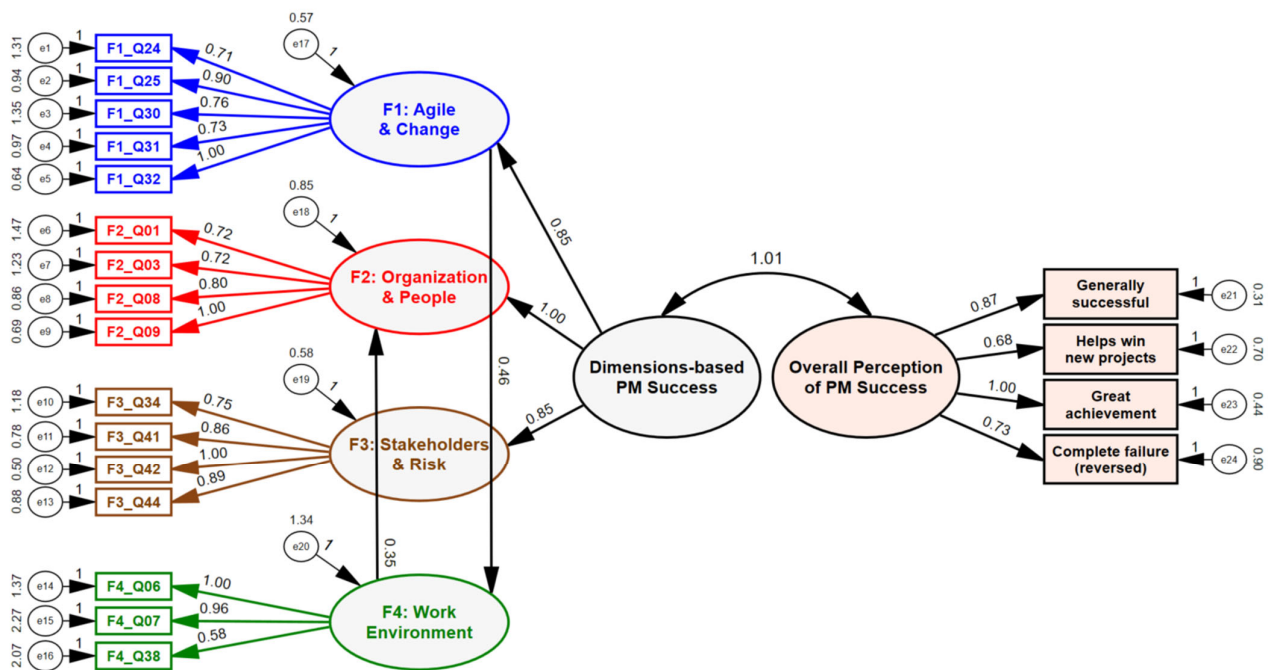 0.57
1.31
e1
1
F1_Q24
0.71
e17
1
0.94
e2
1
F1_Q25
0.90
1.35
e3
1
F1_Q30
0.76
F1: Agile
& Change
0.97
e4
1
F1_Q31
0.73
0.64
e5
1
F1_Q32
1.00
0.85
0.85
1.47
e6
1
F2_Q01
0.72
e18
1
1.23
e7
1
F2_Q03
0.72
0.86
e8
1
F2_Q08
0.80
F2: Organization
& People
0.69
e9
1
F2_Q09
1.00
1.00
1.01
0.58
0.46
Dimensions-based
PM Success
Overall Perception
of PM Success
0.87
Generally
successful
1
e21
0.31
0.68
Helps win
new projects
1
e22
0.70
1.00
Great
achievement
1
e23
0.44
0.73
Complete failure
(reversed)
1
e24
0.90
1.18
e10
1
F3_Q34
0.75
e19
1
0.85
0.78
e11
1
F3_Q41
0.86
F3: Stakeholders
& Risk
0.50
e12
1
F3_Q42
1.00
0.88
e13
1
F3_Q44
0.89
1.34
e20
1
0.35
1.37
e14
1
F4_Q06
1.00
2.27
e15
1
F4_Q07
0.96
F4: Work
Environment
2.07
e16
1
F4_Q38
0.58